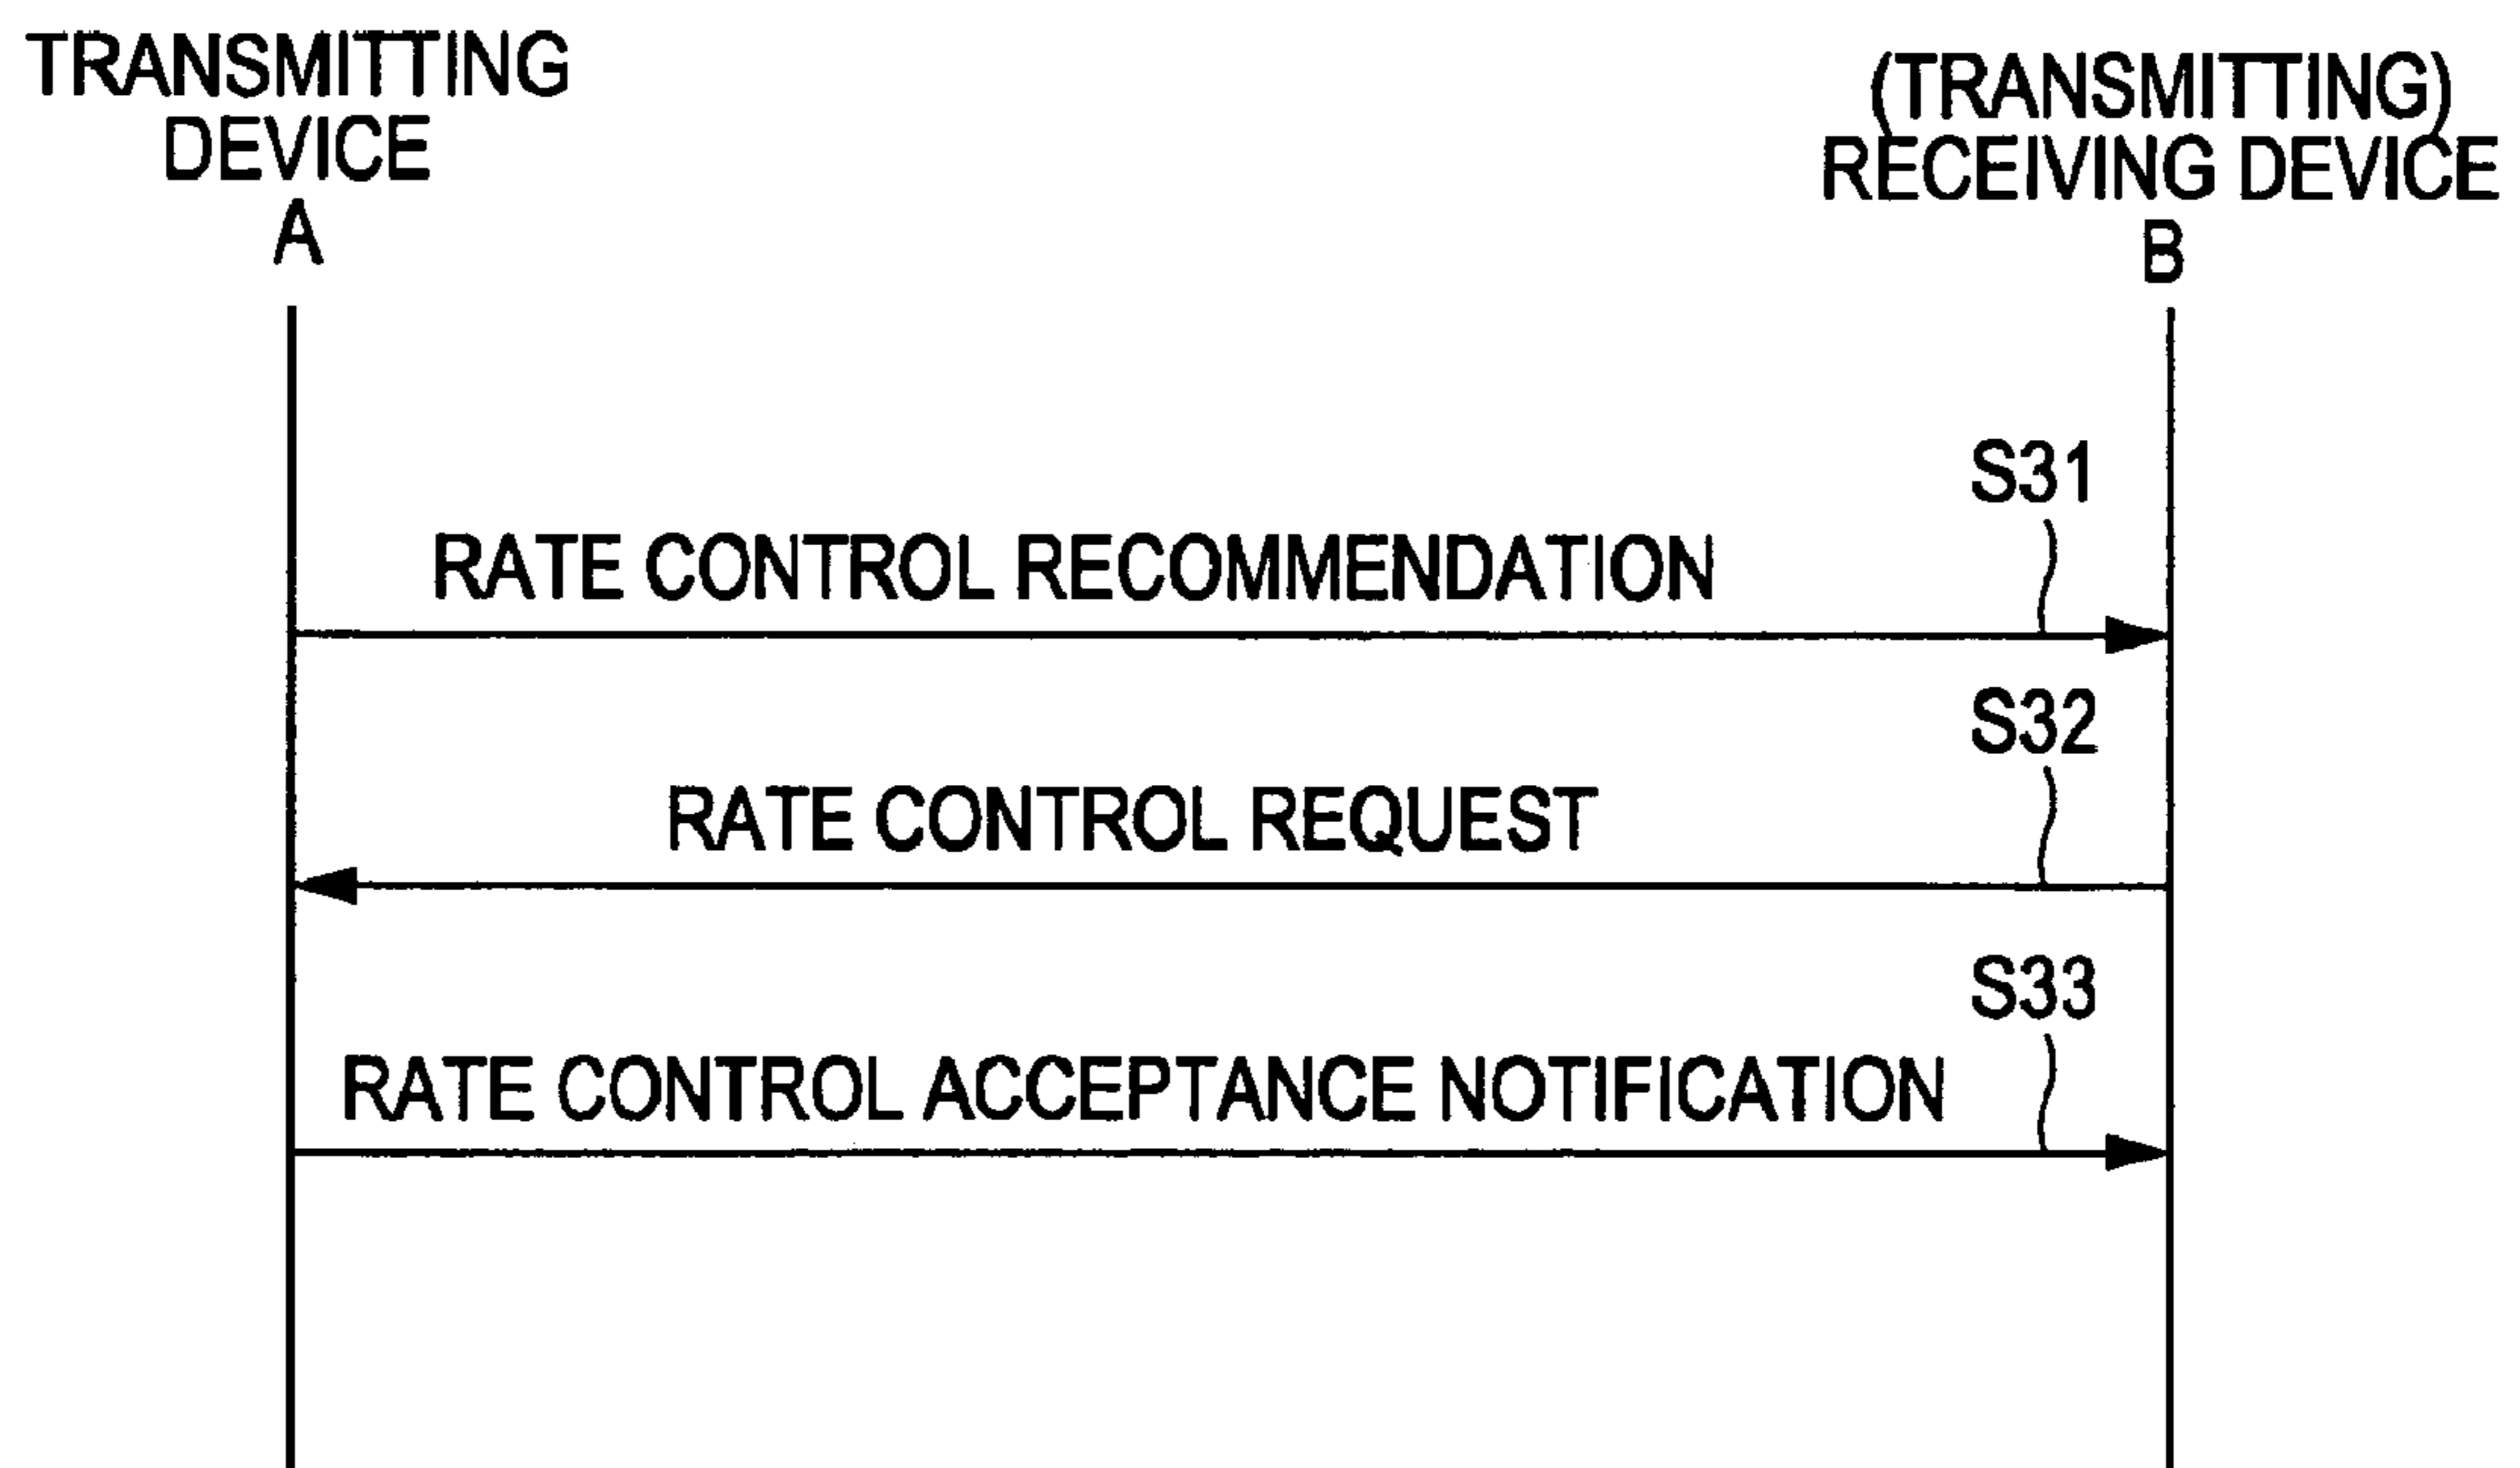 TRANSMITTING
DEVICE
A
(TRANSMITTING)
RECEIVING DEVICE
B
S31
RATE CONTROL RECOMMENDATION
S32
RATE CONTROL REQUEST
S33
RATE CONTROL ACCEPTANCE NOTIFICATION